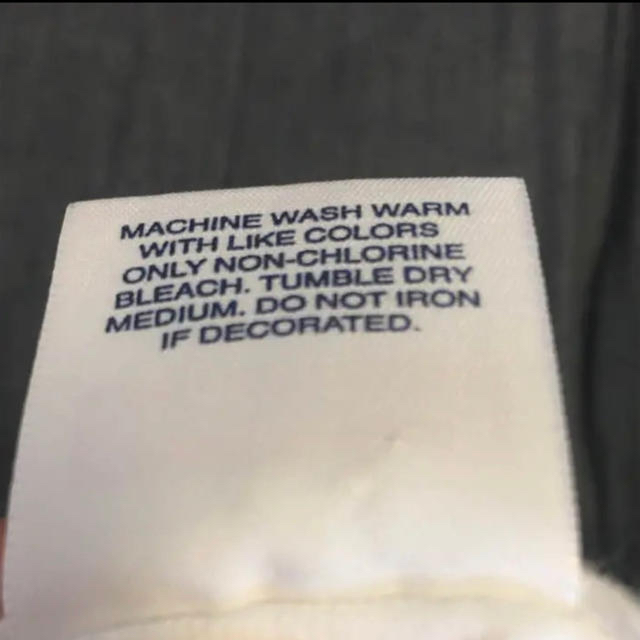 MACHINE WASH WARM
WITH LIKE COLORS
ONLY NON-CHLORINE
BLEACH. TUMBLE DRY
MEDIUM. DO NOT IRON
IF DECORATED.